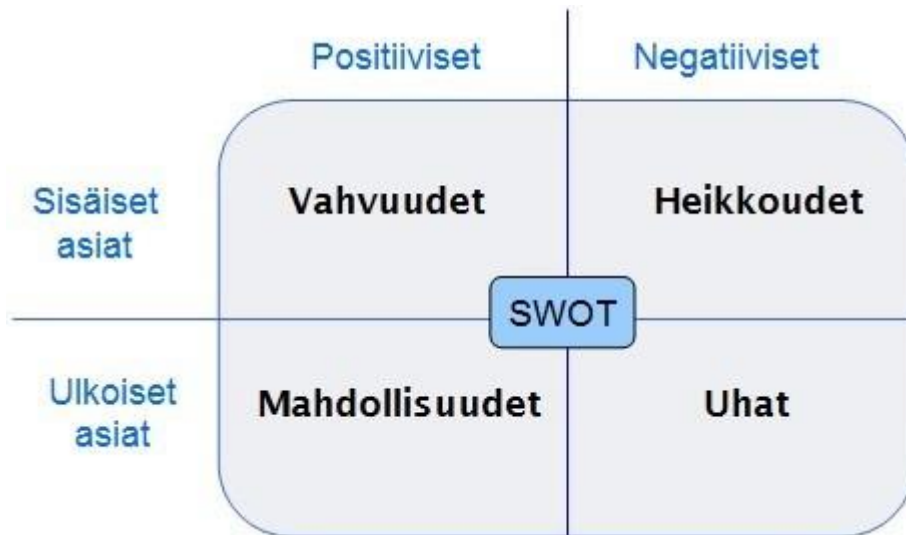 Positiiviset
Negatiiviset
Sisäiset
asiat
Vahvuudet
Heikkoudet
SWOT
Ulkoiset
asiat
Mahdollisuudet
Uhat